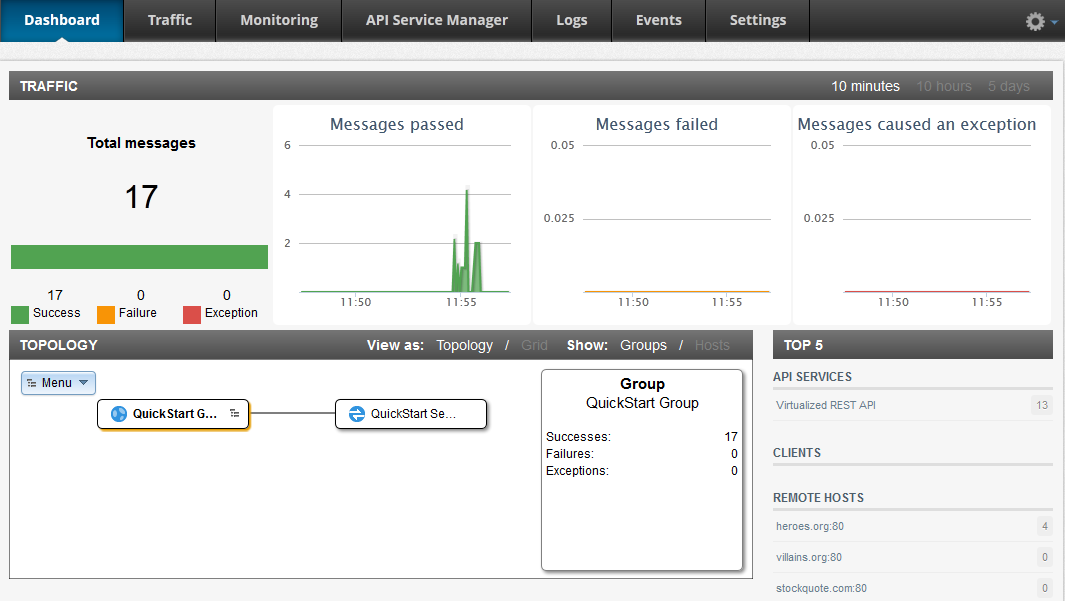 Dashboard Traffic Monitoring API Service Manager Logs Events Settings
TRAFFIC 10 minutes 10 hours 5 days
Total messages
17
17 0 0
Success Failure Exception
Messages passed
6
4
2
11:50 11:55
Messages failed
0.05
0.025
11:50 11:55
Messages caused an exception
0.05
0.025
11:50 11:55
TOPOLOGY View as: Topology / Grid Show: Groups / Hosts
Menu
QuickStart G... QuickStart Se...
Group
QuickStart Group
Successes: 17
Failures: 0
Exceptions: 0
TOP 5
API SERVICES
Virtualized REST API 13
CLIENTS
REMOTE HOSTS
heroes.org:80 4
villains.org:80 0
stockquote.com:80 0